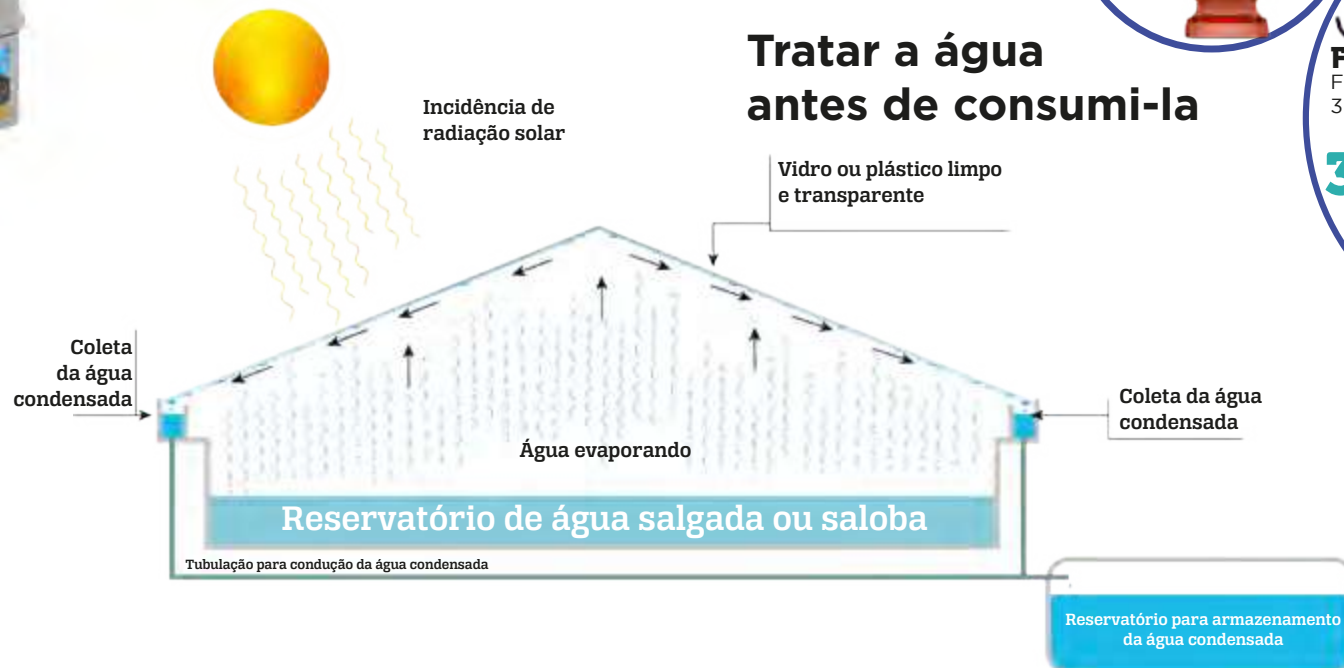 Tratar a água
antes de consumi-la
Incidência de
radiação solar
Vidro ou plástico limpo
e transparente
Coleta
da água
condensada
Coleta da água
condensada
Água evaporando
Reservatório de água salgada ou saloba
Tubulação para condução da água condensada
Reservatório para armazenamento
da água condensada